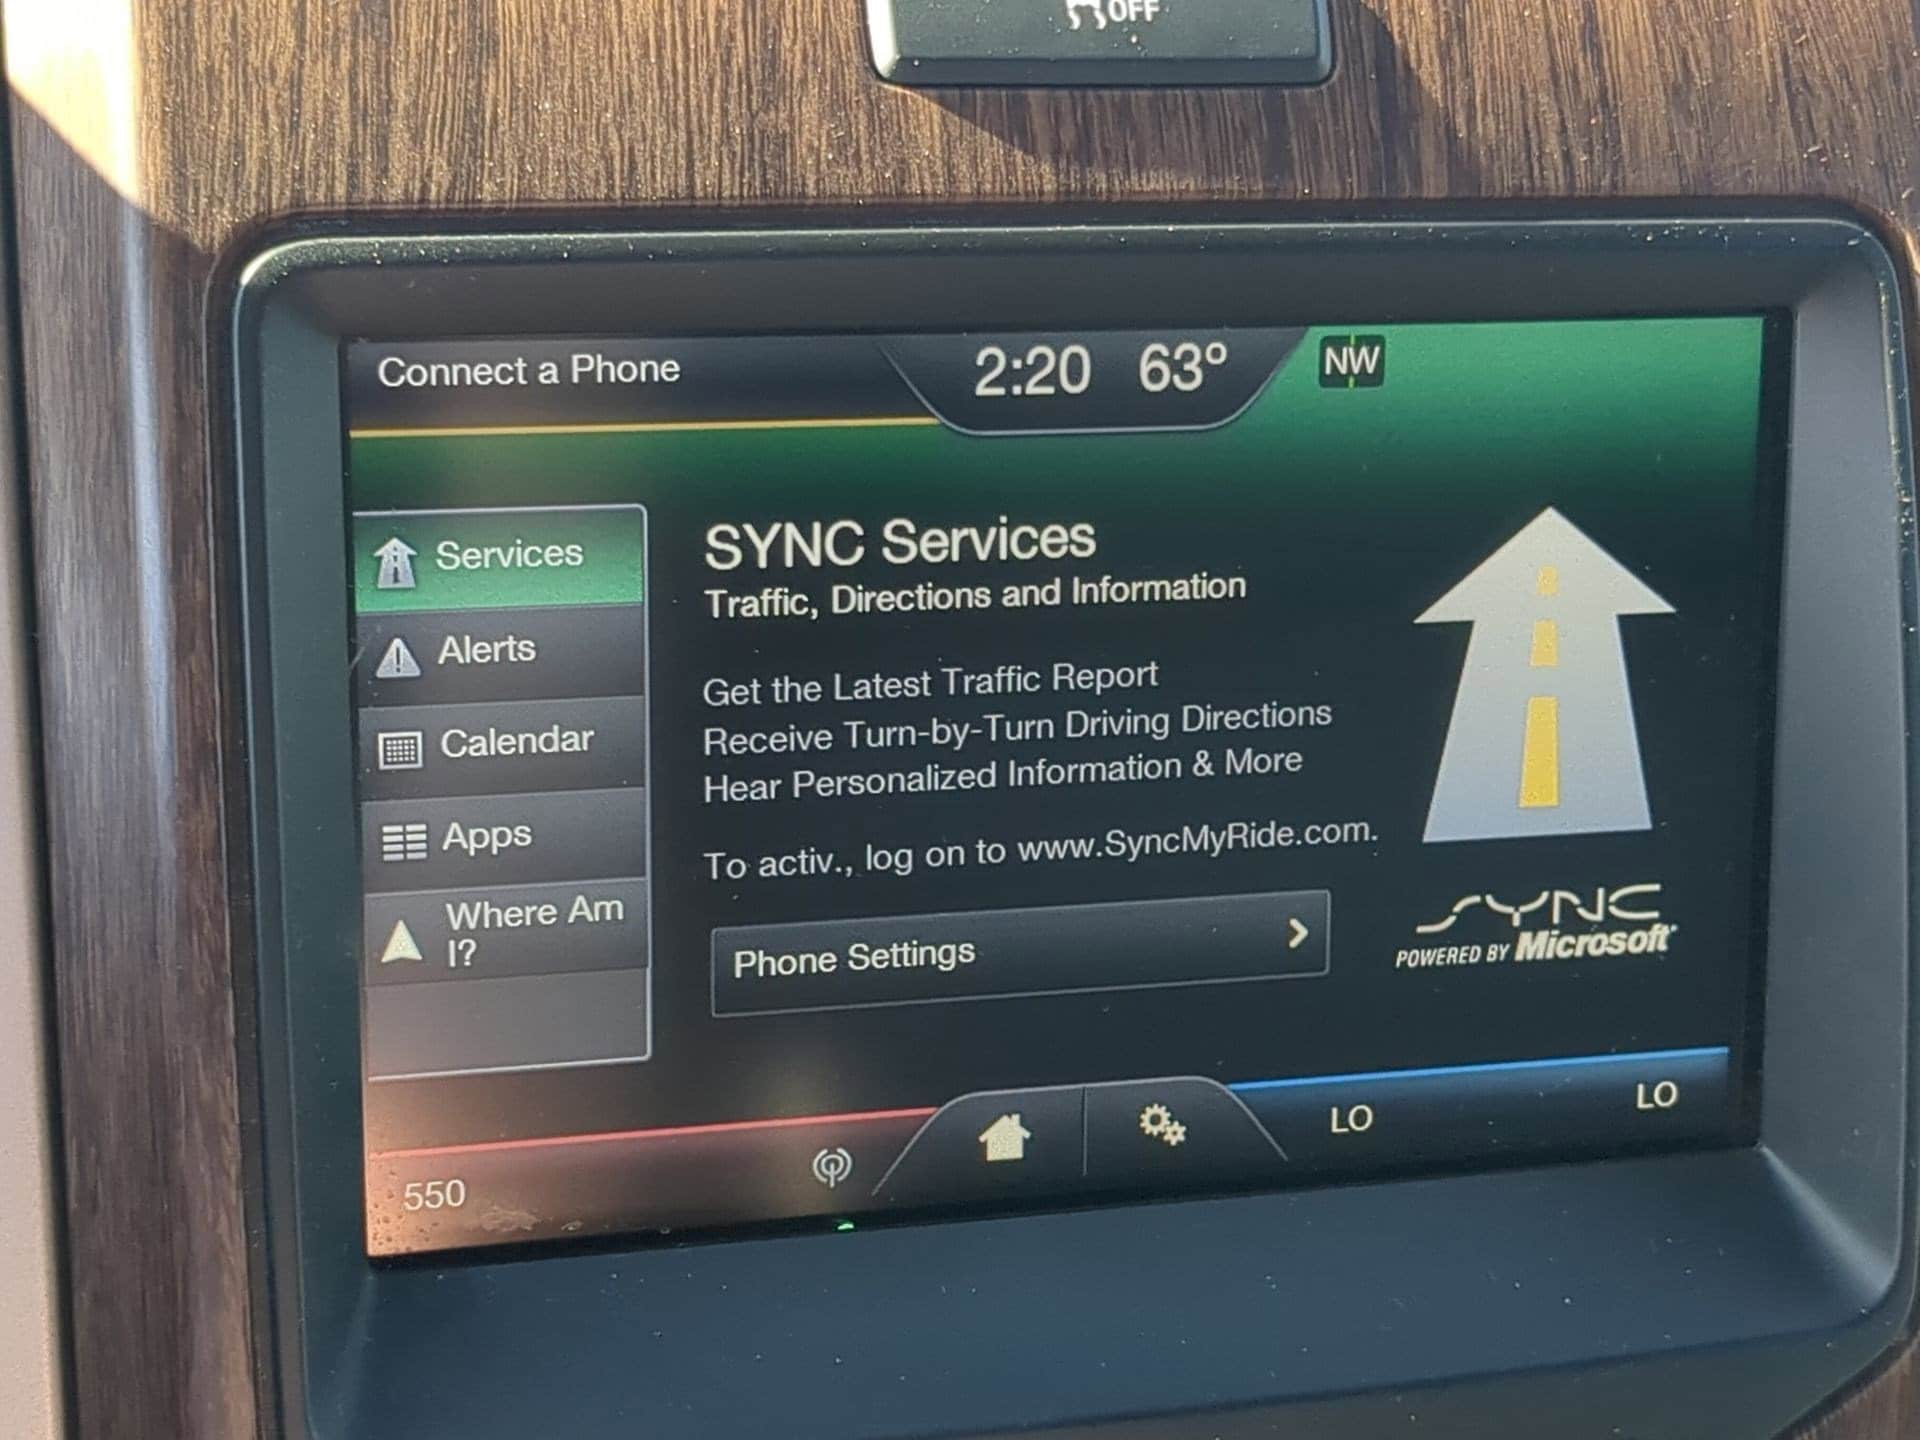 OFF
Connect a Phone
2:20 63°
NW
Services
Alerts
Calendar
Apps
Where Am
I?
SYNC Services
Traffic, Directions and Information
Get the Latest Traffic Report
Receive Turn-by-Turn Driving Directions
Hear Personalized Information & More
To activ., log on to www.SyncMyRide.com.
Phone Settings
SYNC
POWERED BY Microsoft
550
LO
LO